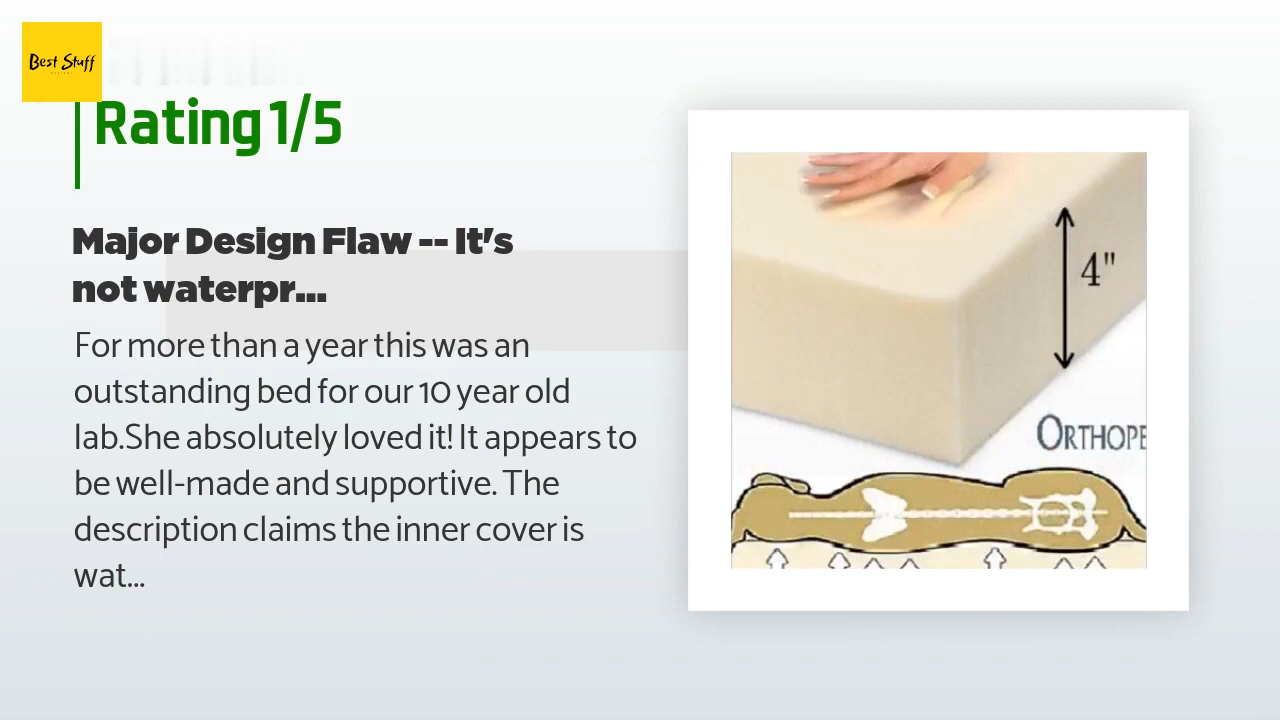 Best Stuff
Rating 1/5
Major Design Flaw -- It's
not waterpr...
For more than a year this was an
outstanding bed for our 10 year old
lab.She absolutely loved it! It appears to
be well-made and supportive. The
description claims the inner cover is
wat...
4"
ORTHOPE